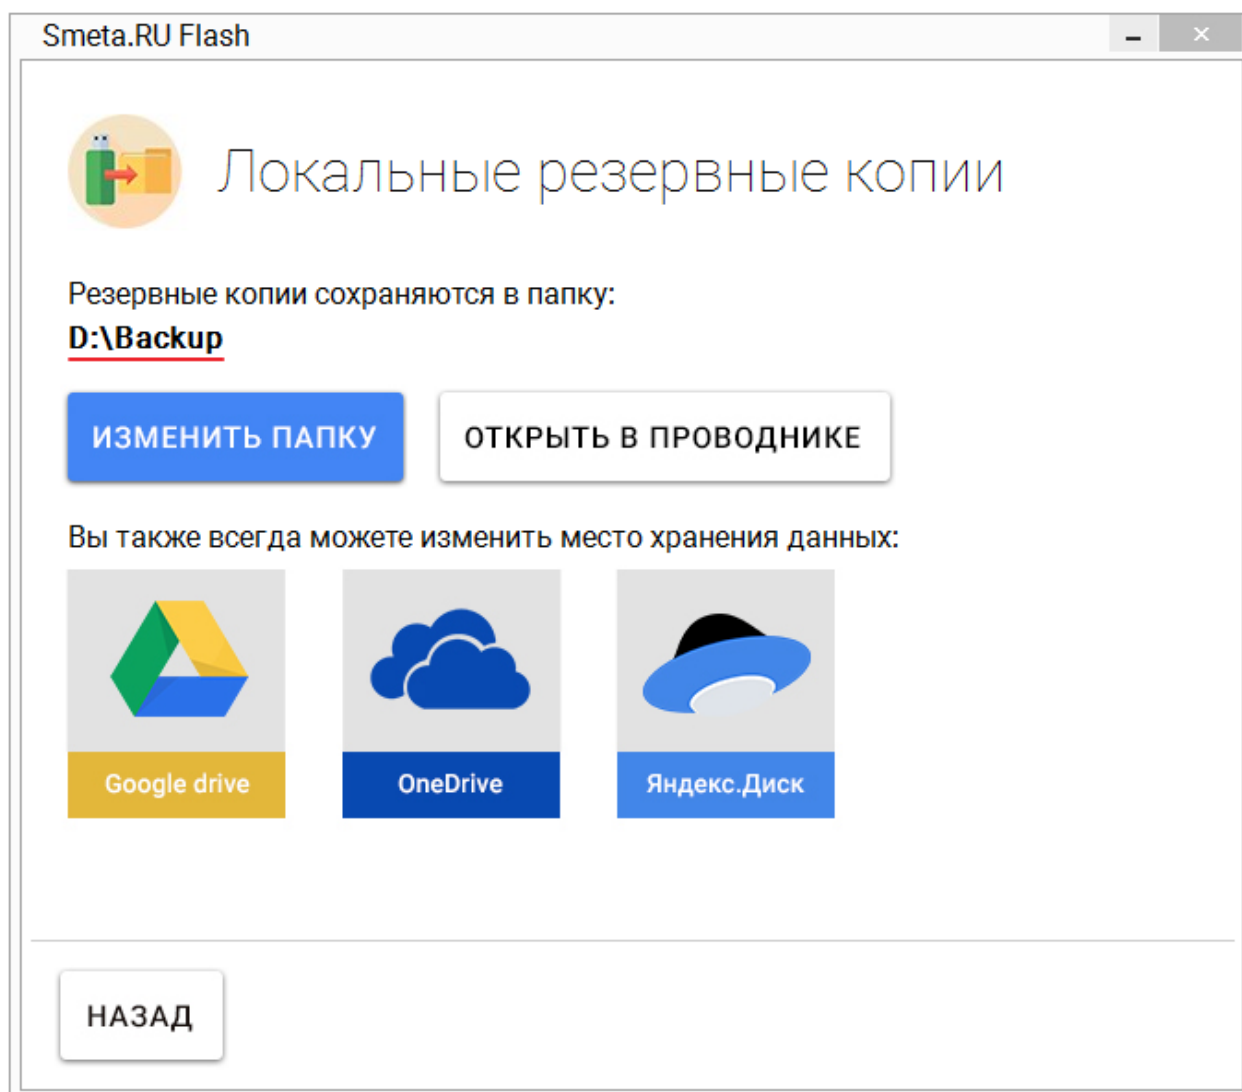 Smeta.RU Flash
Локальные резервные копии
Резервные копии сохраняются в папку:
D:\Backup
ИЗМЕНИТЬ ПАПКУ
ОТКРЫТЬ В ПРОВОДНИКЕ
Вы также всегда можете изменить место хранения данных:
Google drive
OneDrive
Яндекс.Диск
НАЗАД